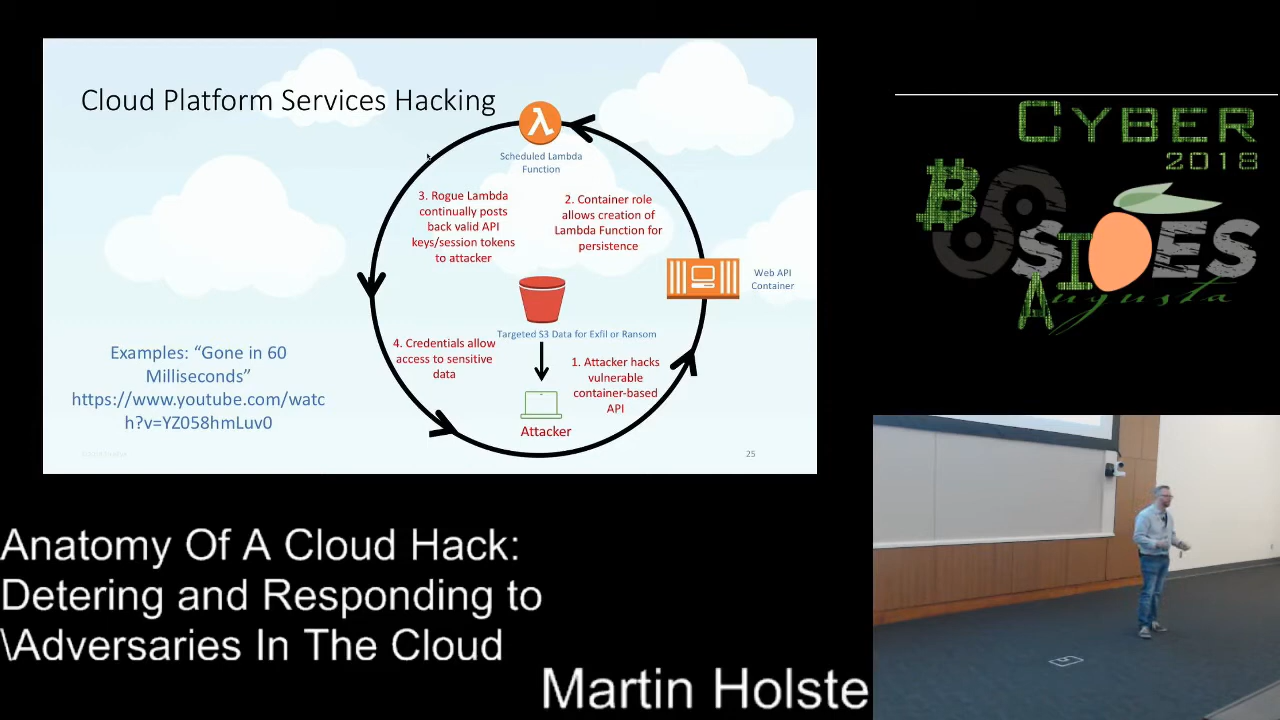 Cloud Platform Services Hacking
Scheduled Lambda
Function
3. Rogue Lambda
continually posts
back valid API
keys/session tokens
to attacker
2. Container role
allows creation of
Lambda Function for
persistence
Web API
Container
Targeted S3 Data for Exfil or Ransom
4. Credentials allow
access to sensitive
data
1. Attacker hacks
vulnerable
container-based
API
Attacker
Examples: “Gone in 60
Milliseconds”
https://www.youtube.com/watc
h?v=YZ058hmLuv0
25
CYBER
2018
BSIDES
Augusta
Anatomy Of A Cloud Hack:
Detering and Responding to
\Adversaries In The Cloud
Martin Holste